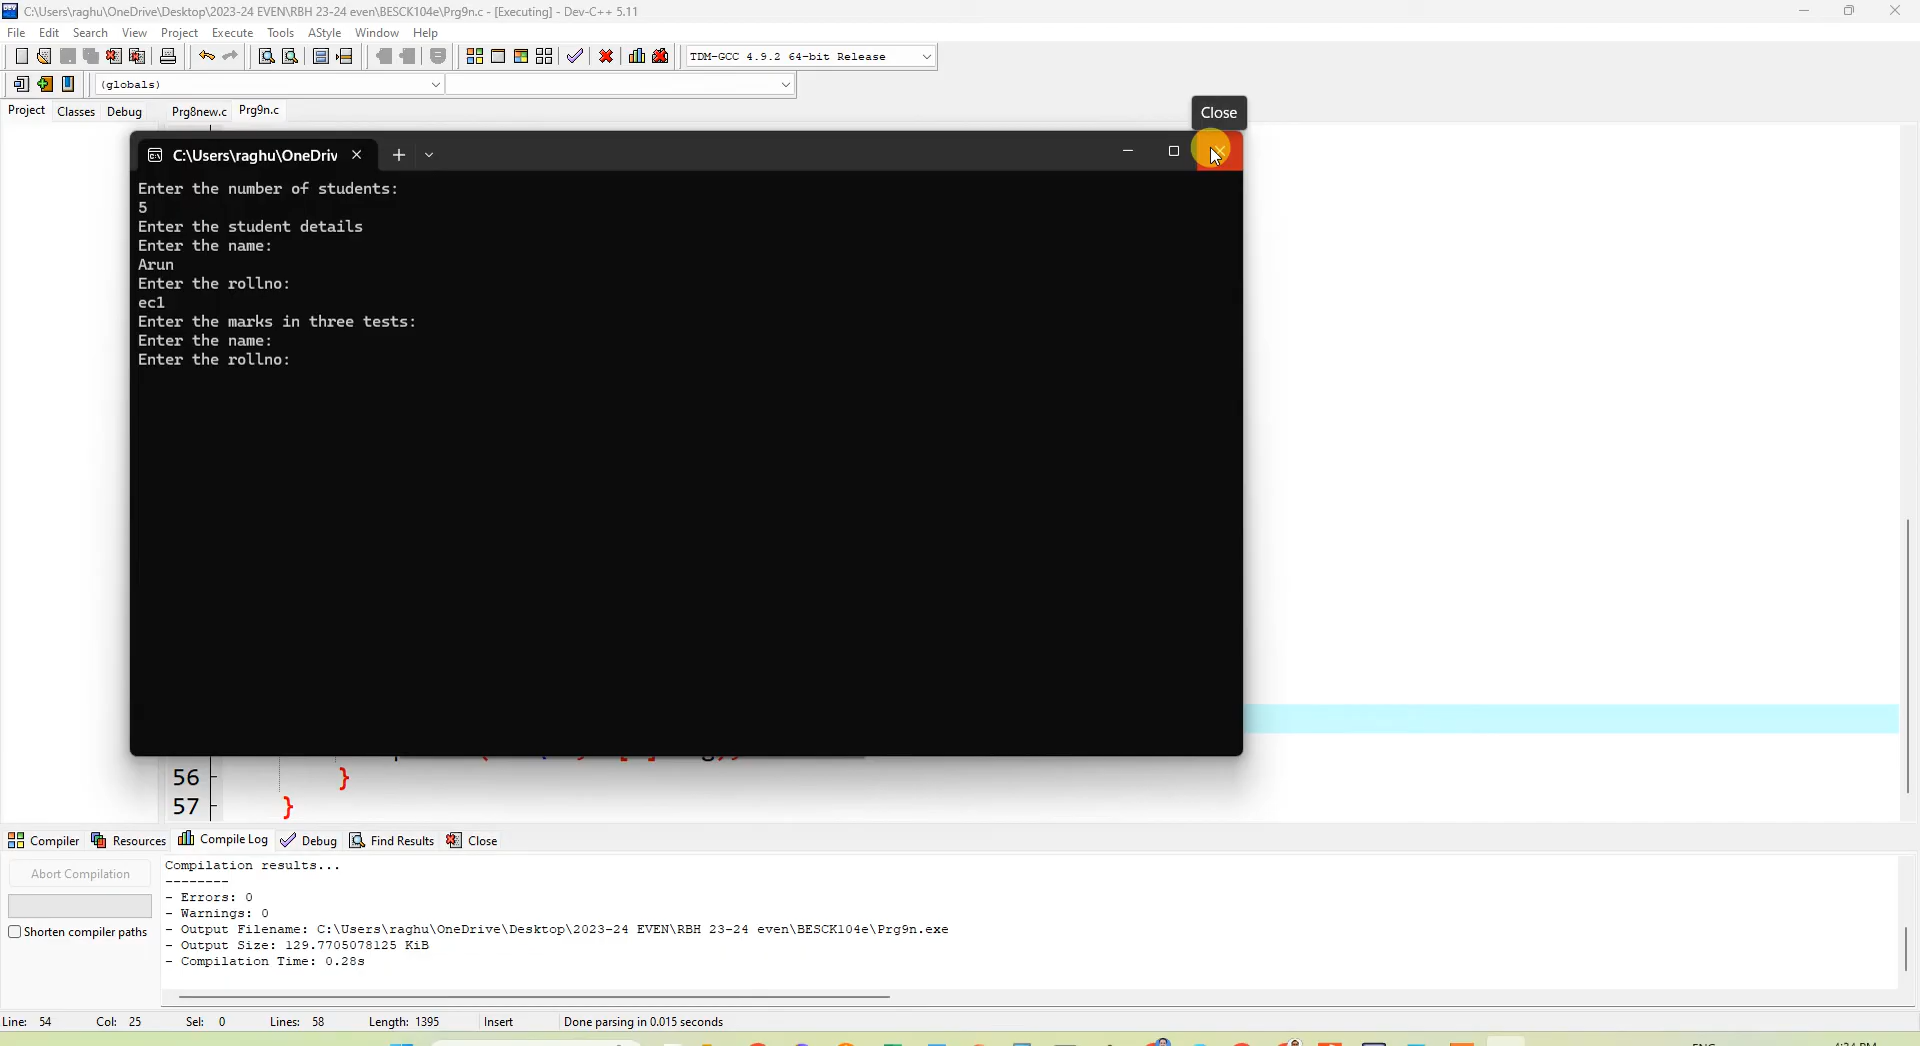 C:\Users\raghu\OneDrive\Desktop\2023-24 EVEN\RBH 23-24 even\BESCK104e\Prg9n.c - [Executing] - Dev-C++ 5.11
File Edit Search View Project Execute Tools AStyle Window Help
TDM-GCC 4.9.2 64-bit Release
(globals)
Project Classes Debug Prg8new.c Prg9n.c
Close
C:\Users\raghu\OneDriv
Enter the number of students:
5
Enter the student details
Enter the name:
Arun
Enter the rollno:
ec1
Enter the marks in three tests:
Enter the name:
Enter the rollno:
56 }
57 }
Compiler Resources Compile Log Debug Find Results Close
Abort Compilation
Shorten compiler paths
Compilation results...
--------
- Errors: 0
- Warnings: 0
- Output Filename: C:\Users\raghu\OneDrive\Desktop\2023-24 EVEN\RBH 23-24 even\BESCK104e\Prg9n.exe
- Output Size: 129.7705078125 KiB
- Compilation Time: 0.28s
Line: 54 Col: 25 Sel: 0 Lines: 58 Length: 1395 Insert Done parsing in 0.015 seconds